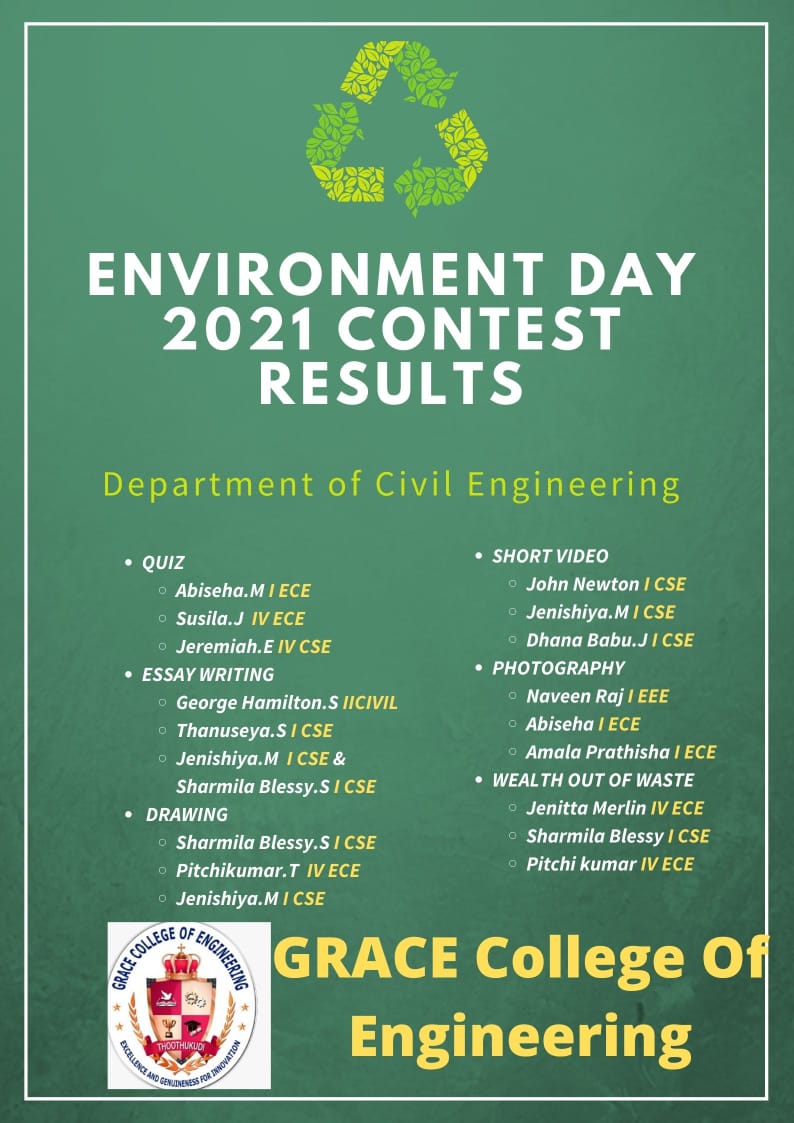 ENVIRONMENT DAY
2021 CONTEST
RESULTS
Department of Civil Engineering
QUIZ
Abiseha.M I ECE
Susila.J IV ECE
Jeremiah.E IV CSE
ESSAY WRITING
George Hamilton.S IICIVIL
Thanuseya.S I CSE
Jenishiya.M I CSE &
Sharmila Blessy.S I CSE
DRAWING
Sharmila Blessy.S I CSE
Pitchikumar.T IV ECE
Jenishiya.M I CSE
SHORT VIDEO
John Newton I CSE
Jenishiya.M I CSE
Dhana Babu.J I CSE
PHOTOGRAPHY
Naveen Raj I EEE
Abiseha I ECE
Amala Prathisha I ECE
WEALTH OUT OF WASTE
Jenitta Merlin IV ECE
Sharmila Blessy I CSE
Pitchi kumar IV ECE
GRACE COLLEGE OF ENGINEERING
THOOTHUKUDI
EXCELLENCE AND GENUINENESS FOR INNOVATION
GRACE College Of
Engineering